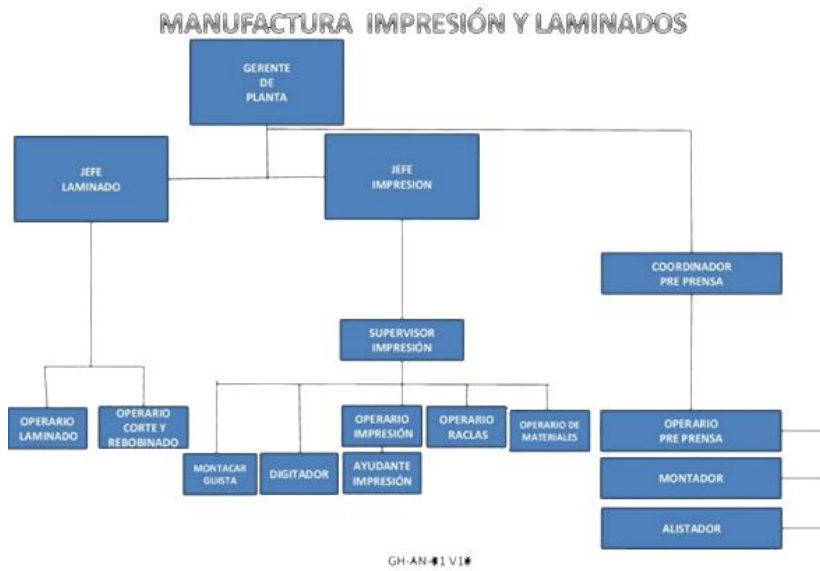 MANUFACTURA IMPRESIÓN Y LAMINADOS
GERENTE
DE
PLANTA
JEFE
LAMINADO
JEFE
IMPRESION
COORDINADOR
PRE PRENSA
SUPERVISOR
IMPRESIÓN
OPERARIO
LAMINADO
OPERARIO
CORTE Y
REBOBINADO
MONTACAR
GUISTA
DIGITADOR
OPERARIO
IMPRESIÓN
AYUDANTE
IMPRESIÓN
OPERARIO
RACLAS
OPERARIO DE
MATERIALES
OPERARIO
PRE PRENSA
MONTADOR
ALISTADOR